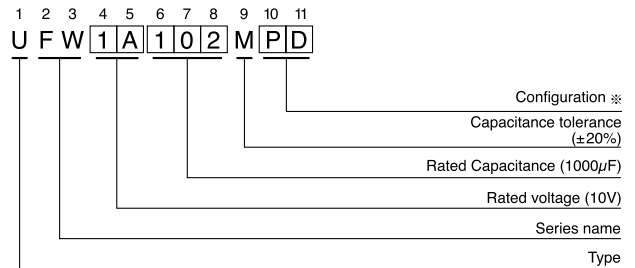 1 2 3 4 5 6 7 8 9 10 11
U F W 1 A 1 0 2 M P D
Configuration ※
Capacitance tolerance
(±20%)
Rated Capacitance (1000µF)
Rated voltage (10V)
Series name
Type